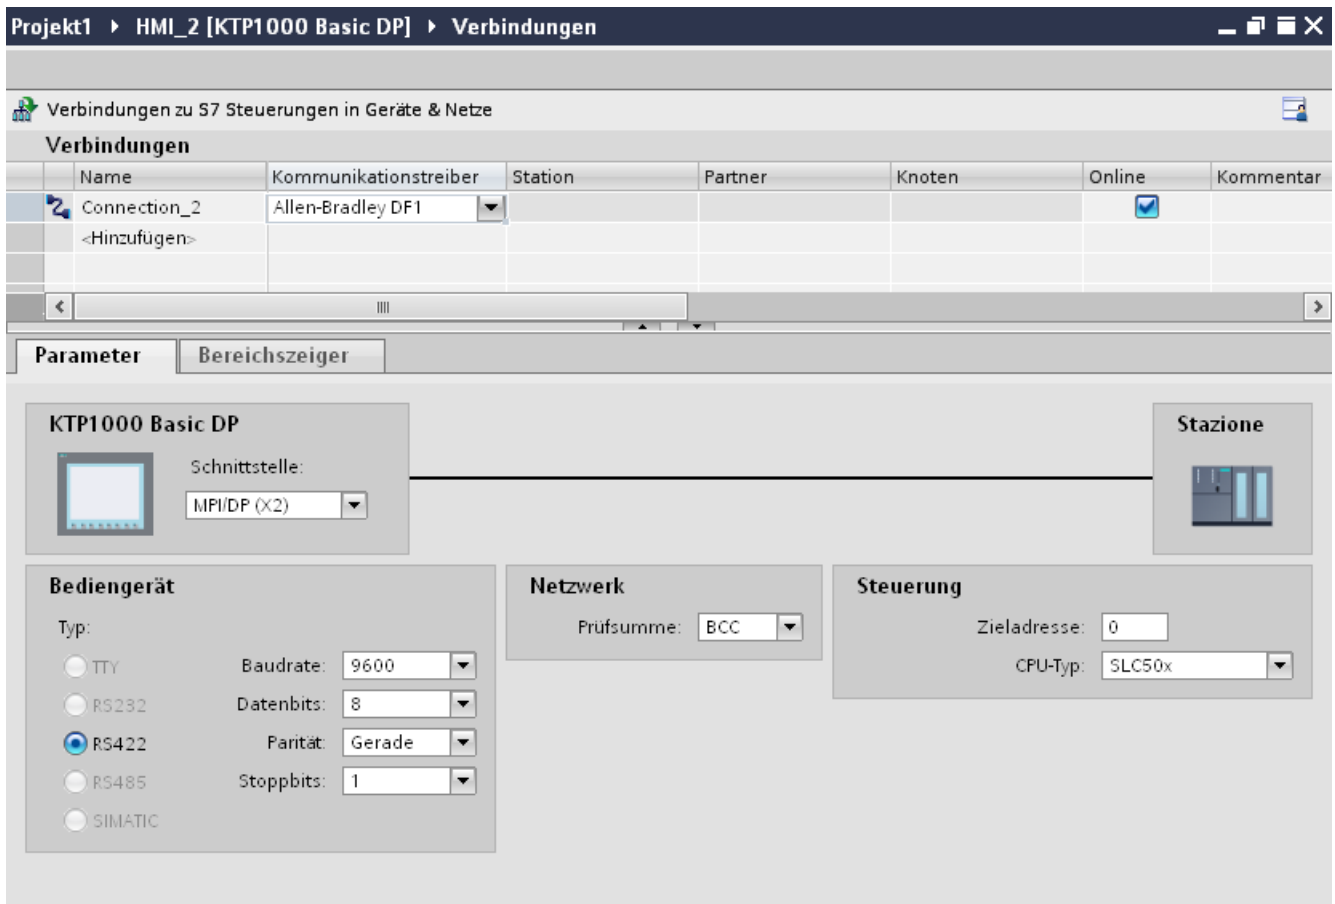 Projekt1 ▸ HMI_2 [KTP1000 Basic DP] ▸ Verbindungen
Verbindungen zu S7 Steuerungen in Geräte & Netze
Verbindungen
Name Kommunikationstreiber Station Partner Knoten Online Kommentar
Connection_2 Allen-Bradley DF1
<Hinzufügen>
Parameter Bereichszeiger
KTP1000 Basic DP
Schnittstelle:
MPI/DP (X2)
Stazione
Bediengerät
Typ:
TTY Baudrate: 9600
RS232 Datenbits: 8
RS422 Parität: Gerade
RS485 Stoppbits: 1
SIMATIC
Netzwerk
Prüfsumme: BCC
Steuerung
Zieladresse: 0
CPU-Typ: SLC50x